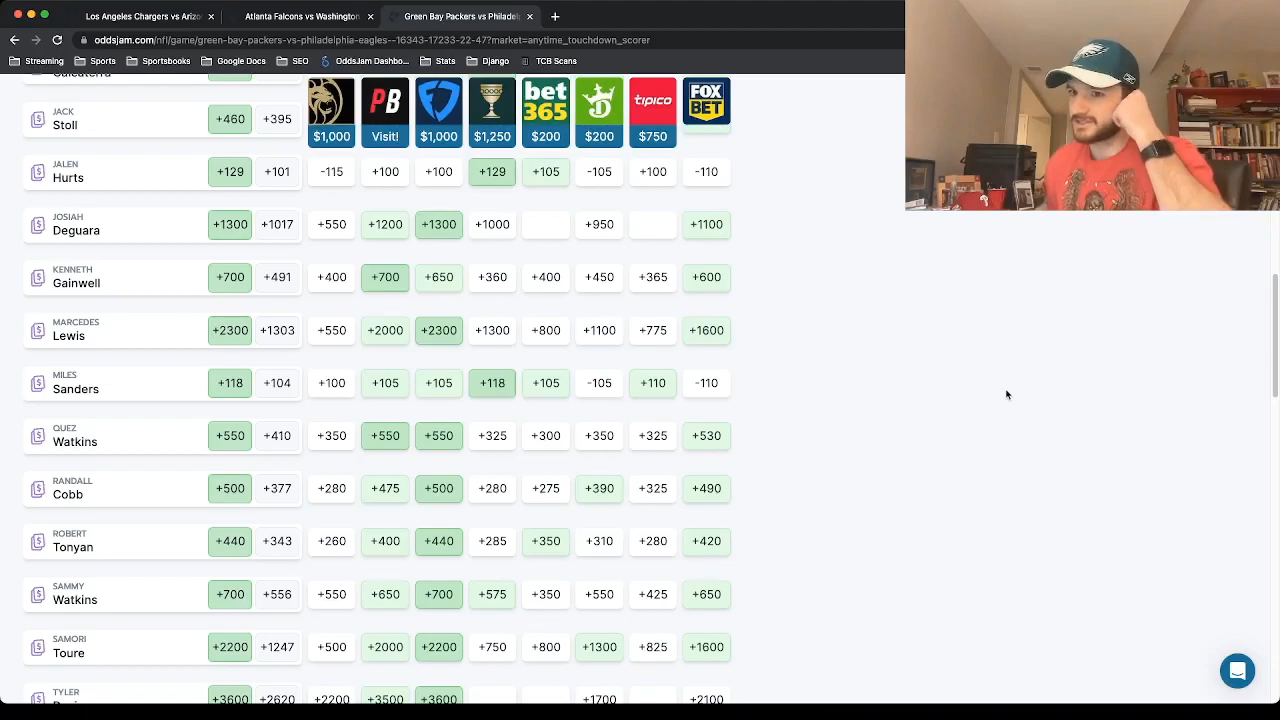 Los Angeles Chargers vs Arizo
Atlanta Falcons vs Washington
Green Bay Packers vs Philadel
oddsjam.com/nfl/game/green-bay-packers-vs-philadelphia-eagles--16343-17233-22-47?market=anytime_touchdown_scorer
Streaming Sports Sportsbooks Google Docs SEO OddsJam Dashbo... Stats Django TCB Scans
PB bet365 tipico FOX BET
$1,000 Visit! $1,000 $1,250 $200 $200 $750
JACK
Stoll
+460 +395
JALEN
Hurts
+129 +101 -115 +100 +100 +129 +105 -105 +100 -110
JOSIAH
Deguara
+1300 +1017 +550 +1200 +1300 +1000 +950 +1100
KENNETH
Gainwell
+700 +491 +400 +700 +650 +360 +400 +450 +365 +600
MARCEDES
Lewis
+2300 +1303 +550 +2000 +2300 +1300 +800 +1100 +775 +1600
MILES
Sanders
+118 +104 +100 +105 +105 +118 +105 -105 +110 -110
QUEZ
Watkins
+550 +410 +350 +550 +550 +325 +300 +350 +325 +530
RANDALL
Cobb
+500 +377 +280 +475 +500 +280 +275 +390 +325 +490
ROBERT
Tonyan
+440 +343 +260 +400 +440 +285 +350 +310 +280 +420
SAMMY
Watkins
+700 +556 +550 +650 +700 +575 +350 +550 +425 +650
SAMORI
Toure
+2200 +1247 +500 +2000 +2200 +750 +800 +1300 +825 +1600
TYLER
+3600 +2620 +2200 +3500 +3600 +1700 +2100